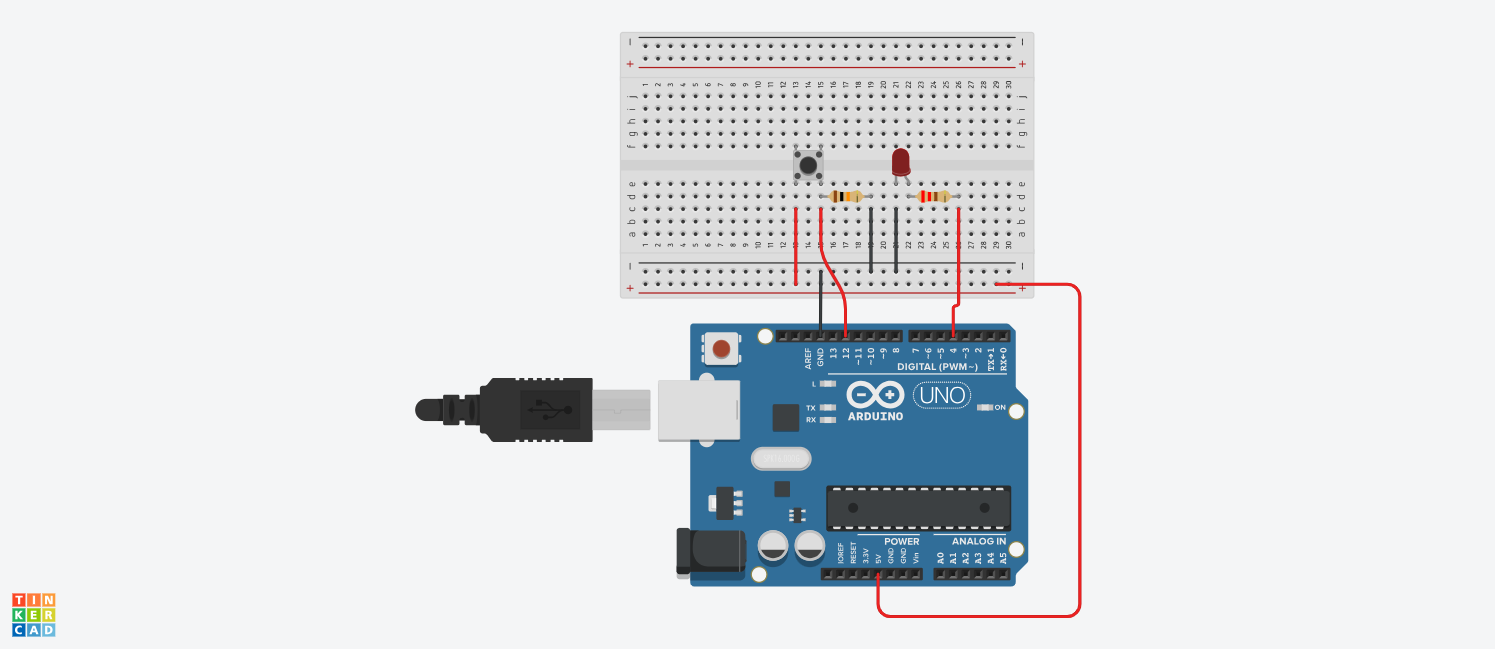 − −
+ +
1 2 3 4 5 6 7 8 9 10 11 12 13 14 15 16 17 18 19 20 21 22 23 24 25 26 27 28 29 30
j j
i i
h h
g g
f f
e e
d d
c c
b b
a a
1 2 3 4 5 6 7 8 9 10 11 12 14 16 17 18 19 20 22 23 24 25 27 28 29 30
− −
+ +
AREF GND 13 12 ~11 ~10 ~9 8 7 ~6 ~5 4 ~3 2 TX→1 RX←0
DIGITAL (PWM~)
L
TX
RX
ARDUINO
UNO
ON
POWER ANALOG IN
IOREF RESET 3.3V 5V GND GND Vin A0 A1 A2 A3 A4 A5
TIN
KER
CAD